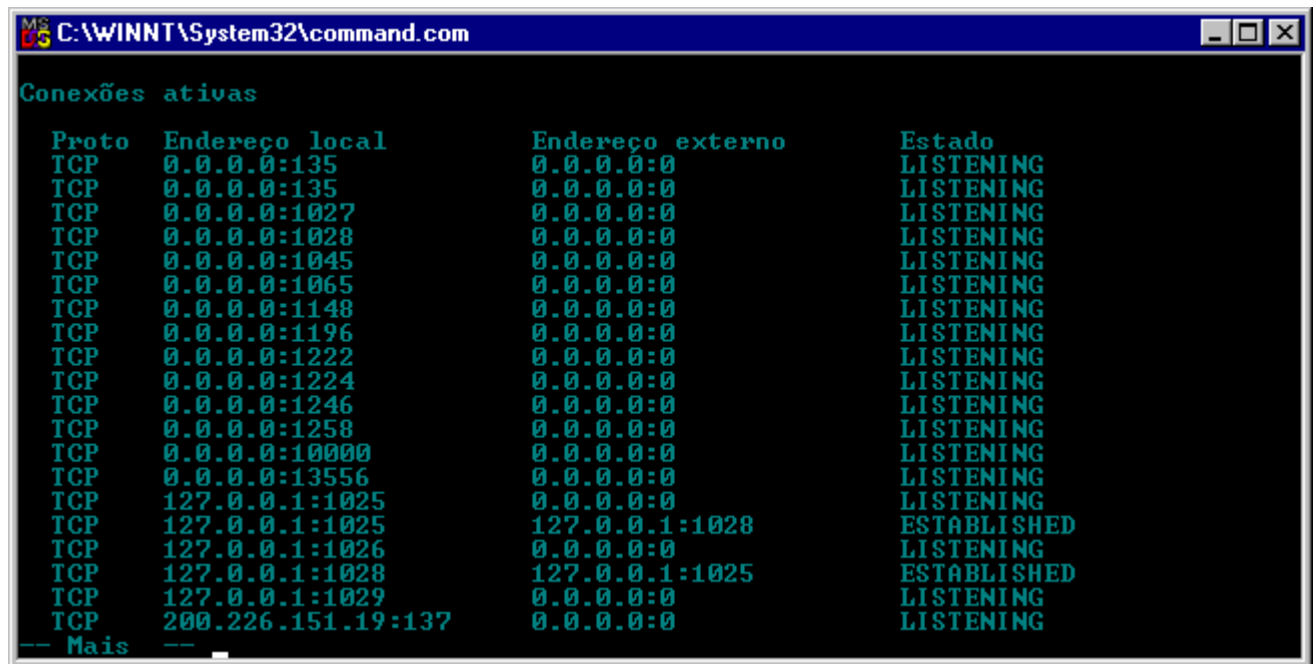 MS DOS C:\WINNT\System32\command.com
Conexões ativas
Proto Endereço local Endereço externo Estado
TCP 0.0.0.0:135 0.0.0.0:0 LISTENING
TCP 0.0.0.0:135 0.0.0.0:0 LISTENING
TCP 0.0.0.0:1027 0.0.0.0:0 LISTENING
TCP 0.0.0.0:1028 0.0.0.0:0 LISTENING
TCP 0.0.0.0:1045 0.0.0.0:0 LISTENING
TCP 0.0.0.0:1065 0.0.0.0:0 LISTENING
TCP 0.0.0.0:1148 0.0.0.0:0 LISTENING
TCP 0.0.0.0:1196 0.0.0.0:0 LISTENING
TCP 0.0.0.0:1222 0.0.0.0:0 LISTENING
TCP 0.0.0.0:1224 0.0.0.0:0 LISTENING
TCP 0.0.0.0:1246 0.0.0.0:0 LISTENING
TCP 0.0.0.0:1258 0.0.0.0:0 LISTENING
TCP 0.0.0.0:10000 0.0.0.0:0 LISTENING
TCP 0.0.0.0:13556 0.0.0.0:0 LISTENING
TCP 127.0.0.1:1025 0.0.0.0:0 LISTENING
TCP 127.0.0.1:1025 127.0.0.1:1028 ESTABLISHED
TCP 127.0.0.1:1026 0.0.0.0:0 LISTENING
TCP 127.0.0.1:1028 127.0.0.1:1025 ESTABLISHED
TCP 127.0.0.1:1029 0.0.0.0:0 LISTENING
TCP 200.226.151.19:137 0.0.0.0:0 LISTENING
-- Mais -- _